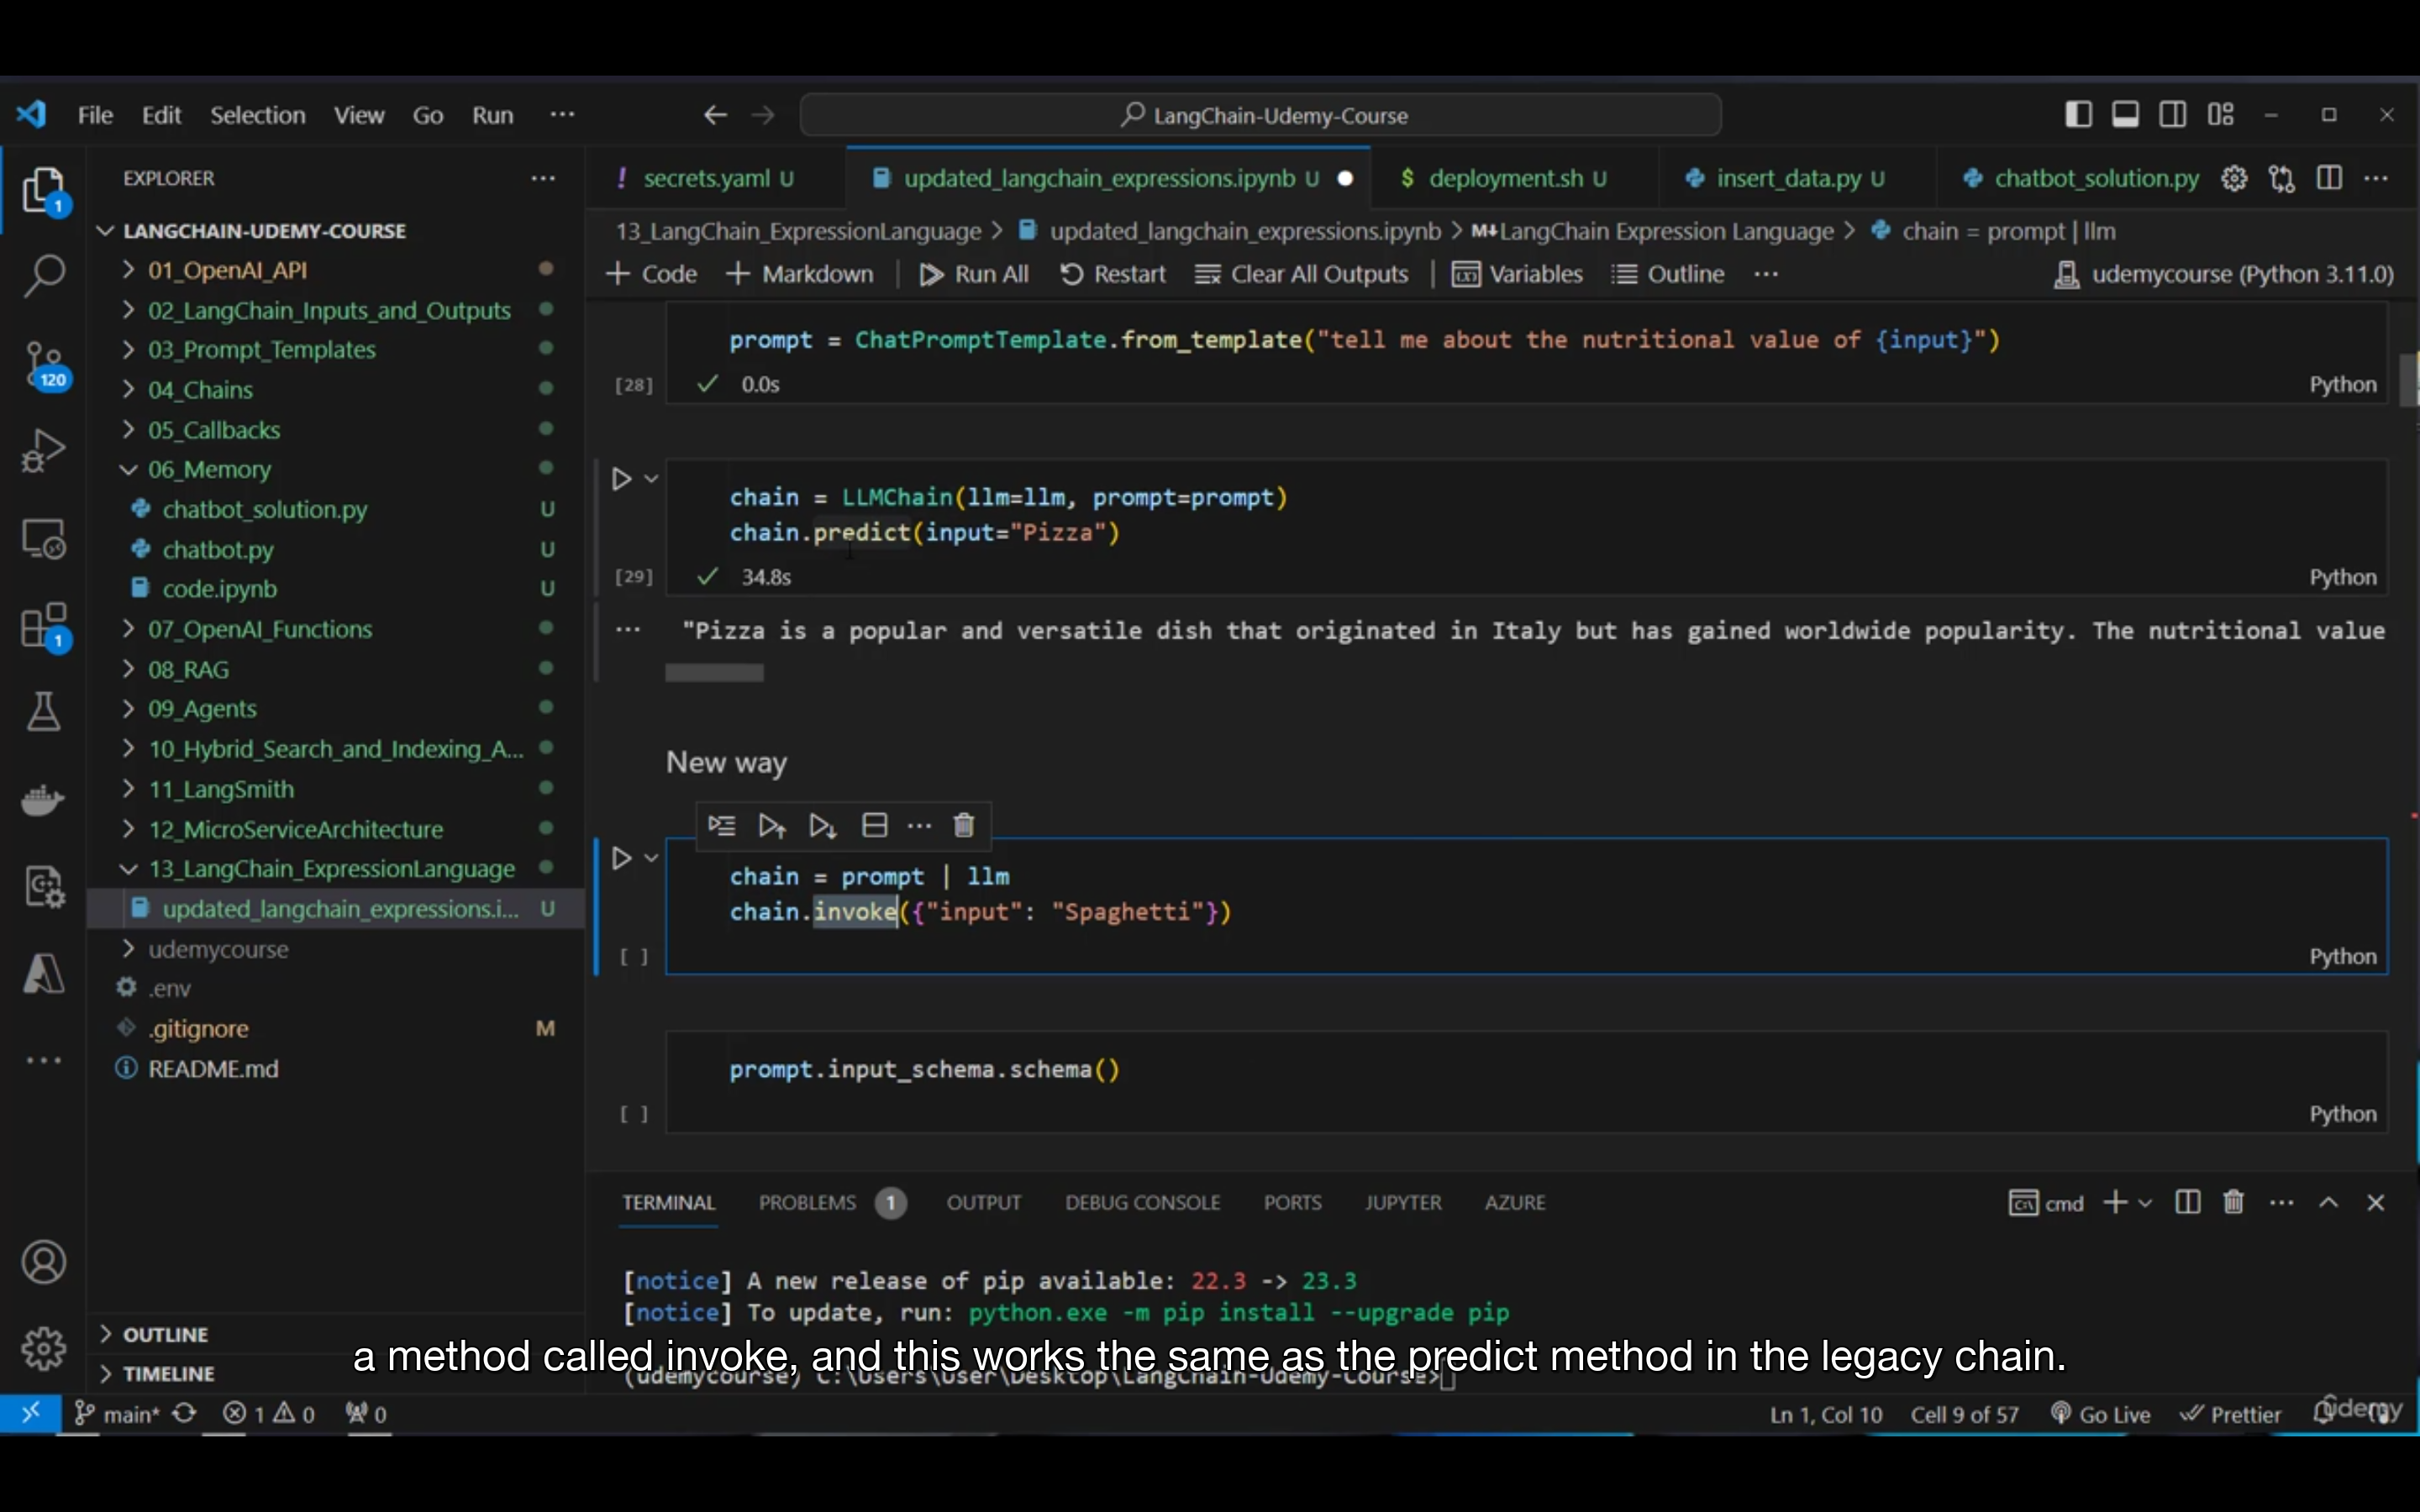 File Edit Selection View Go Run ··· LangChain-Udemy-Course
EXPLORER
LANGCHAIN-UDEMY-COURSE
01_OpenAI_API
02_LangChain_Inputs_and_Outputs
03_Prompt_Templates
04_Chains
05_Callbacks
06_Memory
chatbot_solution.py U
chatbot.py U
code.ipynb U
07_OpenAI_Functions
08_RAG
09_Agents
10_Hybrid_Search_and_Indexing_A...
11_LangSmith
12_MicroServiceArchitecture
13_LangChain_ExpressionLanguage
updated_langchain_expressions.i... U
udemycourse
.env
.gitignore M
README.md
OUTLINE
TIMELINE
1
120
1
! secrets.yaml U updated_langchain_expressions.ipynb U $ deployment.sh U insert_data.py U chatbot_solution.py
13_LangChain_ExpressionLanguage > updated_langchain_expressions.ipynb > M↓LangChain Expression Language > chain = prompt | llm
+ Code + Markdown | Run All Restart Clear All Outputs | Variables Outline ··· udemycourse (Python 3.11.0)
prompt = ChatPromptTemplate.from_template("tell me about the nutritional value of {input}")
[28] ✓ 0.0s Python
chain = LLMChain(llm=llm, prompt=prompt)
chain.predict(input="Pizza")
[29] ✓ 34.8s Python
··· "Pizza is a popular and versatile dish that originated in Italy but has gained worldwide popularity. The nutritional value
New way
chain = prompt | llm
chain.invoke({"input": "Spaghetti"})
[ ] Python
prompt.input_schema.schema()
[ ] Python
TERMINAL PROBLEMS 1 OUTPUT DEBUG CONSOLE PORTS JUPYTER AZURE cmd
[notice] A new release of pip available: 22.3 -> 23.3
[notice] To update, run: python.exe -m pip install --upgrade pip
a method called invoke, and this works the same as the predict method in the legacy chain.
(udemycourse) C:\Users\User\Desktop\LangChain-Udemy-Course>
main* 1 0 0 Ln 1, Col 10 Cell 9 of 57 Go Live Prettier
Udemy